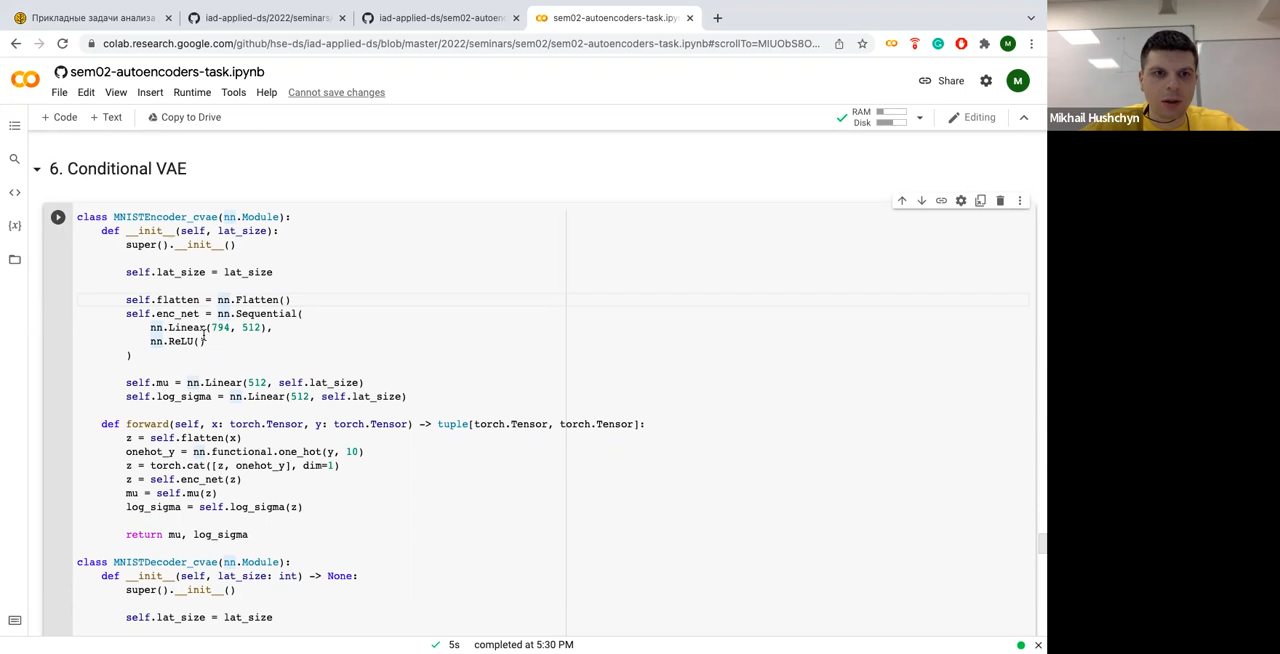 Прикладные задачи анализа
iad-applied-ds/2022/seminars/
iad-applied-ds/sem02-autoenc
sem02-autoencoders-task.ipy
colab.research.google.com/github/hse-ds/iad-applied-ds/blob/master/2022/seminars/sem02/sem02-autoencoders-task.ipynb#scrollTo=MIUObS8O...
M
sem02-autoencoders-task.ipynb
Share
M
File Edit View Insert Runtime Tools Help Cannot save changes
+ Code + Text Copy to Drive
RAM
Disk
Editing
Mikhail Hushchyn
6. Conditional VAE
class MNISTEncoder_cvae(nn.Module):
def __init__(self, lat_size):
super().__init__()
self.lat_size = lat_size
self.flatten = nn.Flatten()
self.enc_net = nn.Sequential(
nn.Linear(794, 512),
nn.ReLU()
)
self.mu = nn.Linear(512, self.lat_size)
self.log_sigma = nn.Linear(512, self.lat_size)
def forward(self, x: torch.Tensor, y: torch.Tensor) -> tuple[torch.Tensor, torch.Tensor]:
z = self.flatten(x)
onehot_y = nn.functional.one_hot(y, 10)
z = torch.cat([z, onehot_y], dim=1)
z = self.enc_net(z)
mu = self.mu(z)
log_sigma = self.log_sigma(z)
return mu, log_sigma
class MNISTDecoder_cvae(nn.Module):
def __init__(self, lat_size: int) -> None:
super().__init__()
self.lat_size = lat_size
5s completed at 5:30 PM